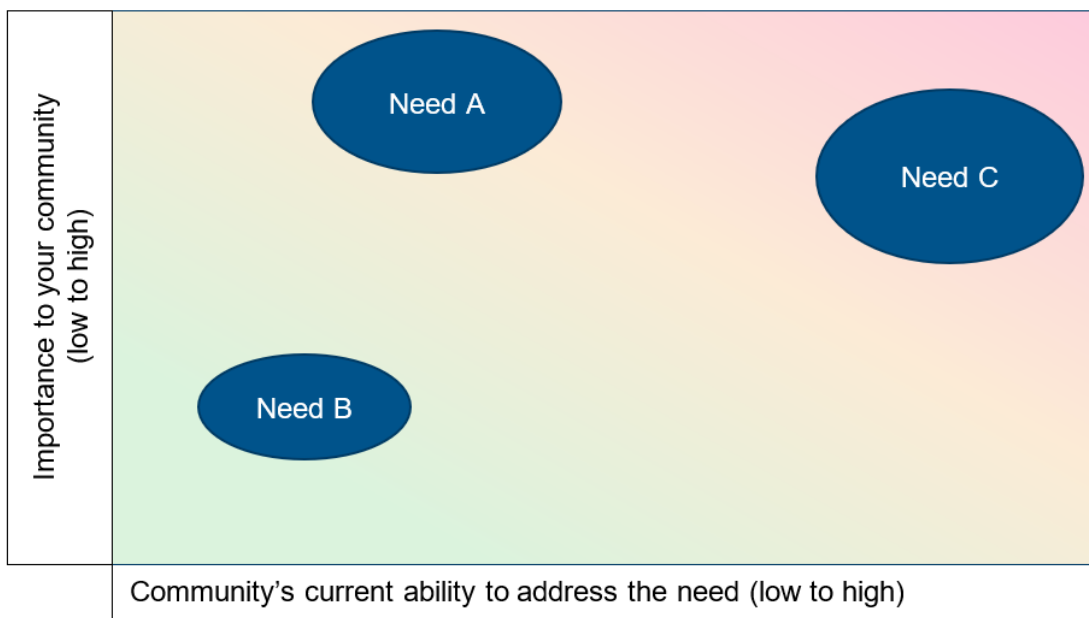 Importance to your community
(low to high)
Need A
Need C
Need B
Community’s current ability to address the need (low to high)